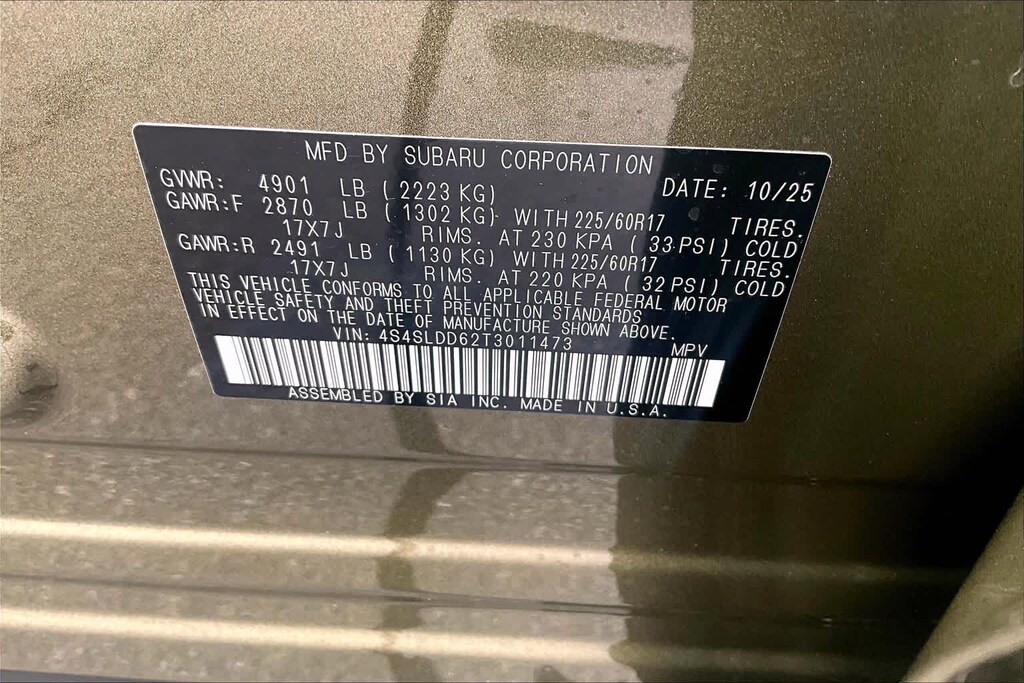 MFD BY SUBARU CORPORATION
GVWR: 4901 LB (2223 KG) DATE: 10/25
GAWR:F 2870 LB (1302 KG) WITH 225/60R17 TIRES.
17X7J RIMS. AT 230 KPA (33 PSI) COLD
GAWR:R 2491 LB (1130 KG) WITH 225/60R17 TIRES.
17X7J RIMS. AT 220 KPA (32 PSI) COLD
THIS VEHICLE CONFORMS TO ALL APPLICABLE FEDERAL MOTOR
VEHICLE SAFETY AND THEFT PREVENTION STANDARDS
IN EFFECT ON THE DATE OF MANUFACTURE SHOWN ABOVE.
VIN: 4S4SLDD62T3011473 MPV
ASSEMBLED BY SIA INC. MADE IN U.S.A.